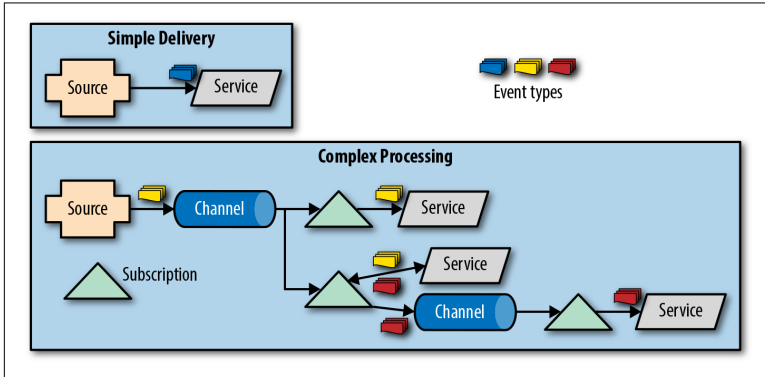 Simple Delivery
Source
Service
Event types
Complex Processing
Source
Channel
Service
Subscription
Service
Channel
Service